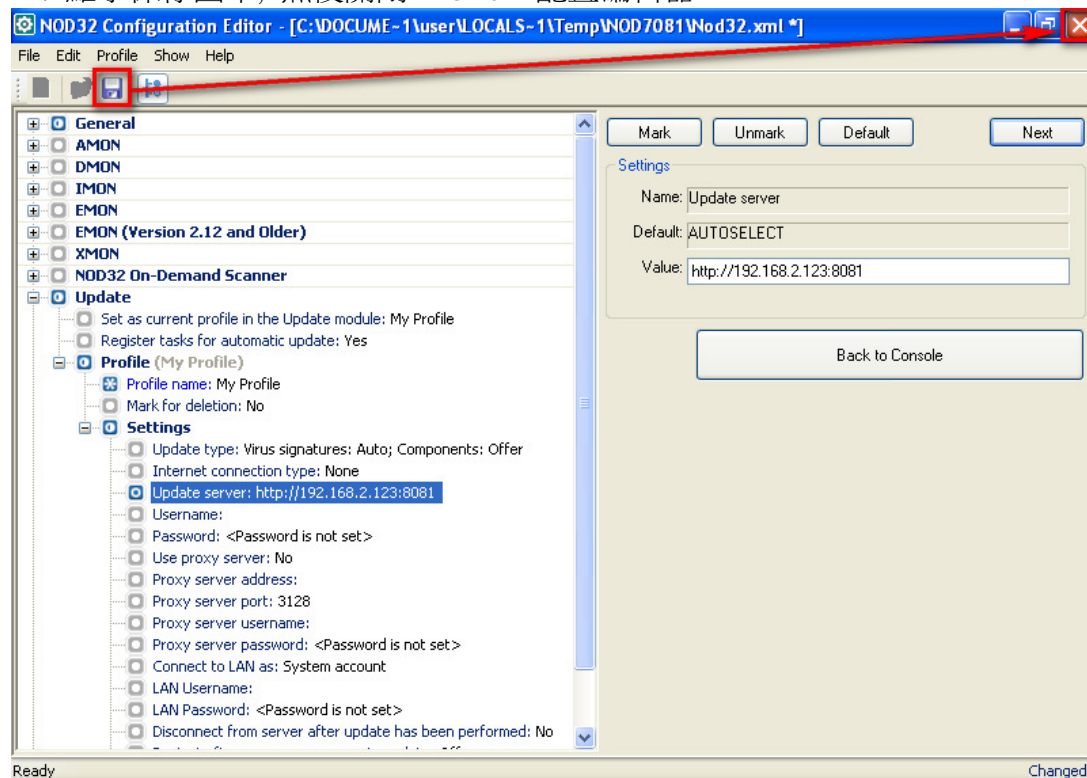 NOD32 Configuration Editor - [C:\DOCUME~1\user\LOCALS~1\Temp\NOD7081\Nod32.xml *]
File Edit Profile Show Help
General
AMON
DMON
IMON
EMON
EMON (Version 2.12 and Older)
XMON
NOD32 On-Demand Scanner
Update
Set as current profile in the Update module: My Profile
Register tasks for automatic update: Yes
Profile (My Profile)
Profile name: My Profile
Mark for deletion: No
Settings
Update type: Virus signatures: Auto; Components: Offer
Internet connection type: None
Update server: http://192.168.2.123:8081
Username:
Password: <Password is not set>
Use proxy server: No
Proxy server address:
Proxy server port: 3128
Proxy server username:
Proxy server password: <Password is not set>
Connect to LAN as: System account
LAN Username:
LAN Password: <Password is not set>
Disconnect from server after update has been performed: No
Mark Unmark Default Next
Settings
Name: Update server
Default: AUTOSELECT
Value: http://192.168.2.123:8081
Back to Console
Ready Changed